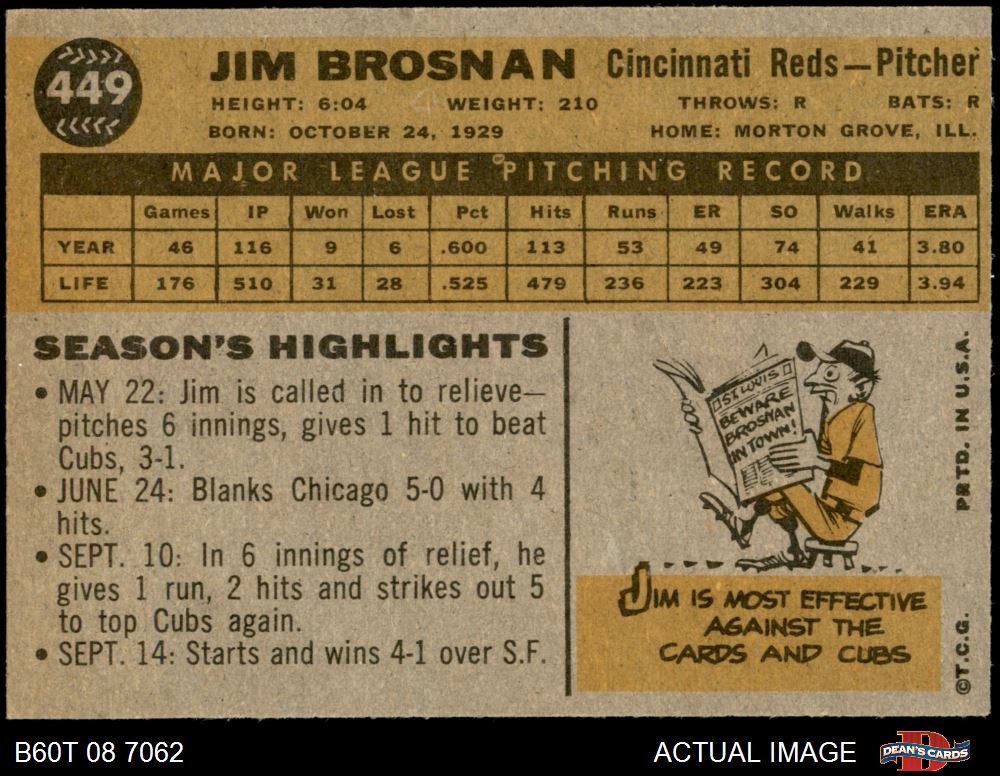 449
JIM BROSNAN Cincinnati Reds—Pitcher
HEIGHT: 6:04 WEIGHT: 210 THROWS: R BATS: R
BORN: OCTOBER 24, 1929 HOME: MORTON GROVE, ILL.
MAJOR LEAGUE PITCHING RECORD
Games IP Won Lost Pct Hits Runs ER SO Walks ERA
YEAR 46 116 9 6 .600 113 53 49 74 41 3.80
LIFE 176 510 31 28 .525 479 236 223 304 229 3.94
SEASON'S HIGHLIGHTS
• MAY 22: Jim is called in to relieve—
pitches 6 innings, gives 1 hit to beat
Cubs, 3-1.
• JUNE 24: Blanks Chicago 5-0 with 4
hits.
• SEPT. 10: In 6 innings of relief, he
gives 1 run, 2 hits and strikes out 5
to top Cubs again.
• SEPT. 14: Starts and wins 4-1 over S.F.
ST. LOUIS
BEWARE
BROSNAN
IN TOWN!
JIM IS MOST EFFECTIVE
AGAINST THE
CARDS AND CUBS
©T.C.G. PRTD. IN U.S.A.
B60T 08 7062 ACTUAL IMAGE DEAN'S CARDS